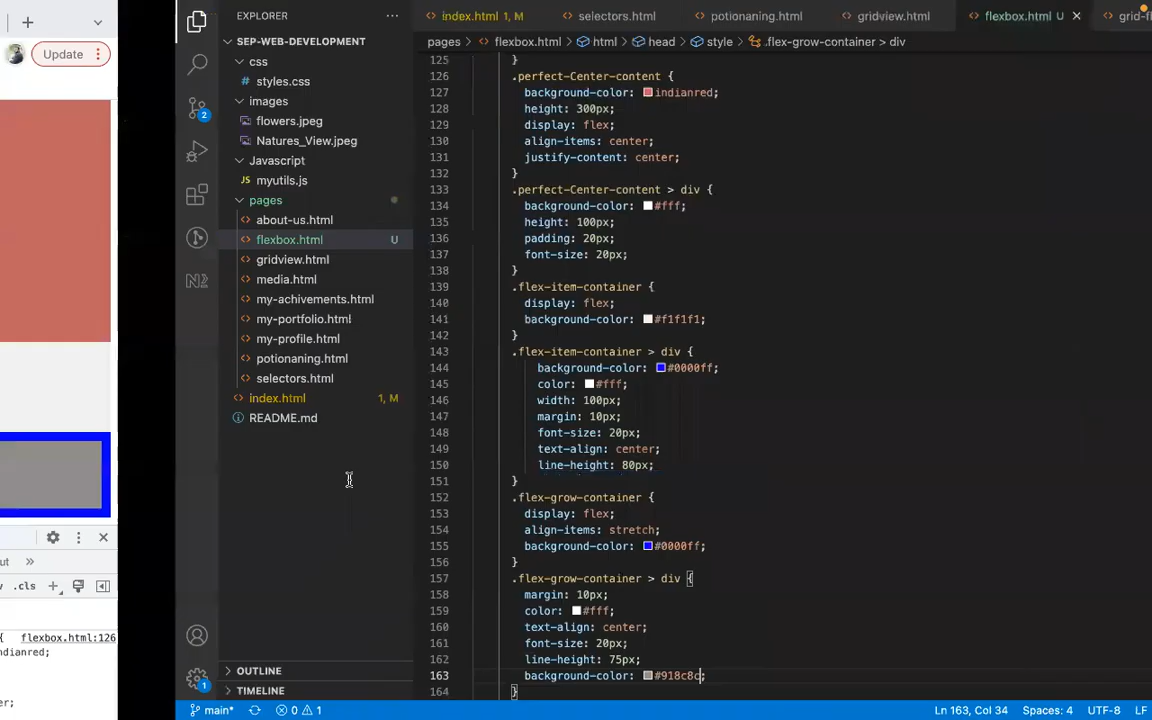 Update
ut
.cls
{ flexbox.html:126
ndianred;
r;
EXPLORER
SEP-WEB-DEVELOPMENT
css
# styles.css
images
flowers.jpeg
Natures_View.jpeg
Javascript
JS myutils.js
pages
about-us.html
flexbox.html U
gridview.html
media.html
my-achivements.html
my-portfolio.html
my-profile.html
potionaning.html
selectors.html
index.html 1, M
README.md
OUTLINE
TIMELINE
2
1
index.html 1, M
selectors.html
potionaning.html
gridview.html
flexbox.html U
grid-f
pages > flexbox.html > html > head > style > .flex-grow-container > div
125 }
126 .perfect-Center-content {
127 background-color: indianred;
128 height: 300px;
129 display: flex;
130 align-items: center;
131 justify-content: center;
132 }
133 .perfect-Center-content > div {
134 background-color: #fff;
135 height: 100px;
136 padding: 20px;
137 font-size: 20px;
138 }
139 .flex-item-container {
140 display: flex;
141 background-color: #f1f1f1;
142 }
143 .flex-item-container > div {
144 background-color: #0000ff;
145 color: #fff;
146 width: 100px;
147 margin: 10px;
148 font-size: 20px;
149 text-align: center;
150 line-height: 80px;
151 }
152 .flex-grow-container {
153 display: flex;
154 align-items: stretch;
155 background-color: #0000ff;
156 }
157 .flex-grow-container > div {
158 margin: 10px;
159 color: #fff;
160 text-align: center;
161 font-size: 20px;
162 line-height: 75px;
163 background-color: #918c8c;
164 }
main* 0 1 Ln 163, Col 34 Spaces: 4 UTF-8 LF